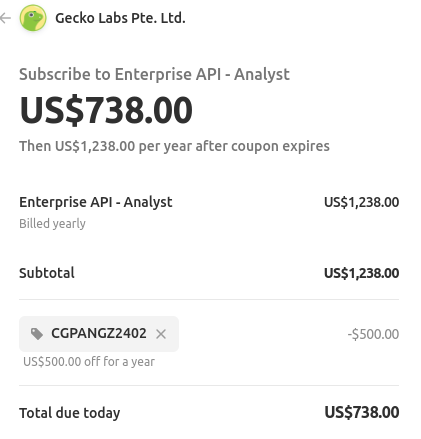 Gecko Labs Pte. Ltd.
Subscribe to Enterprise API - Analyst
US$738.00
Then US$1,238.00 per year after coupon expires
Enterprise API - Analyst US$1,238.00
Billed yearly
Subtotal US$1,238.00
CGPANGZ2402 -$500.00
US$500.00 off for a year
Total due today US$738.00